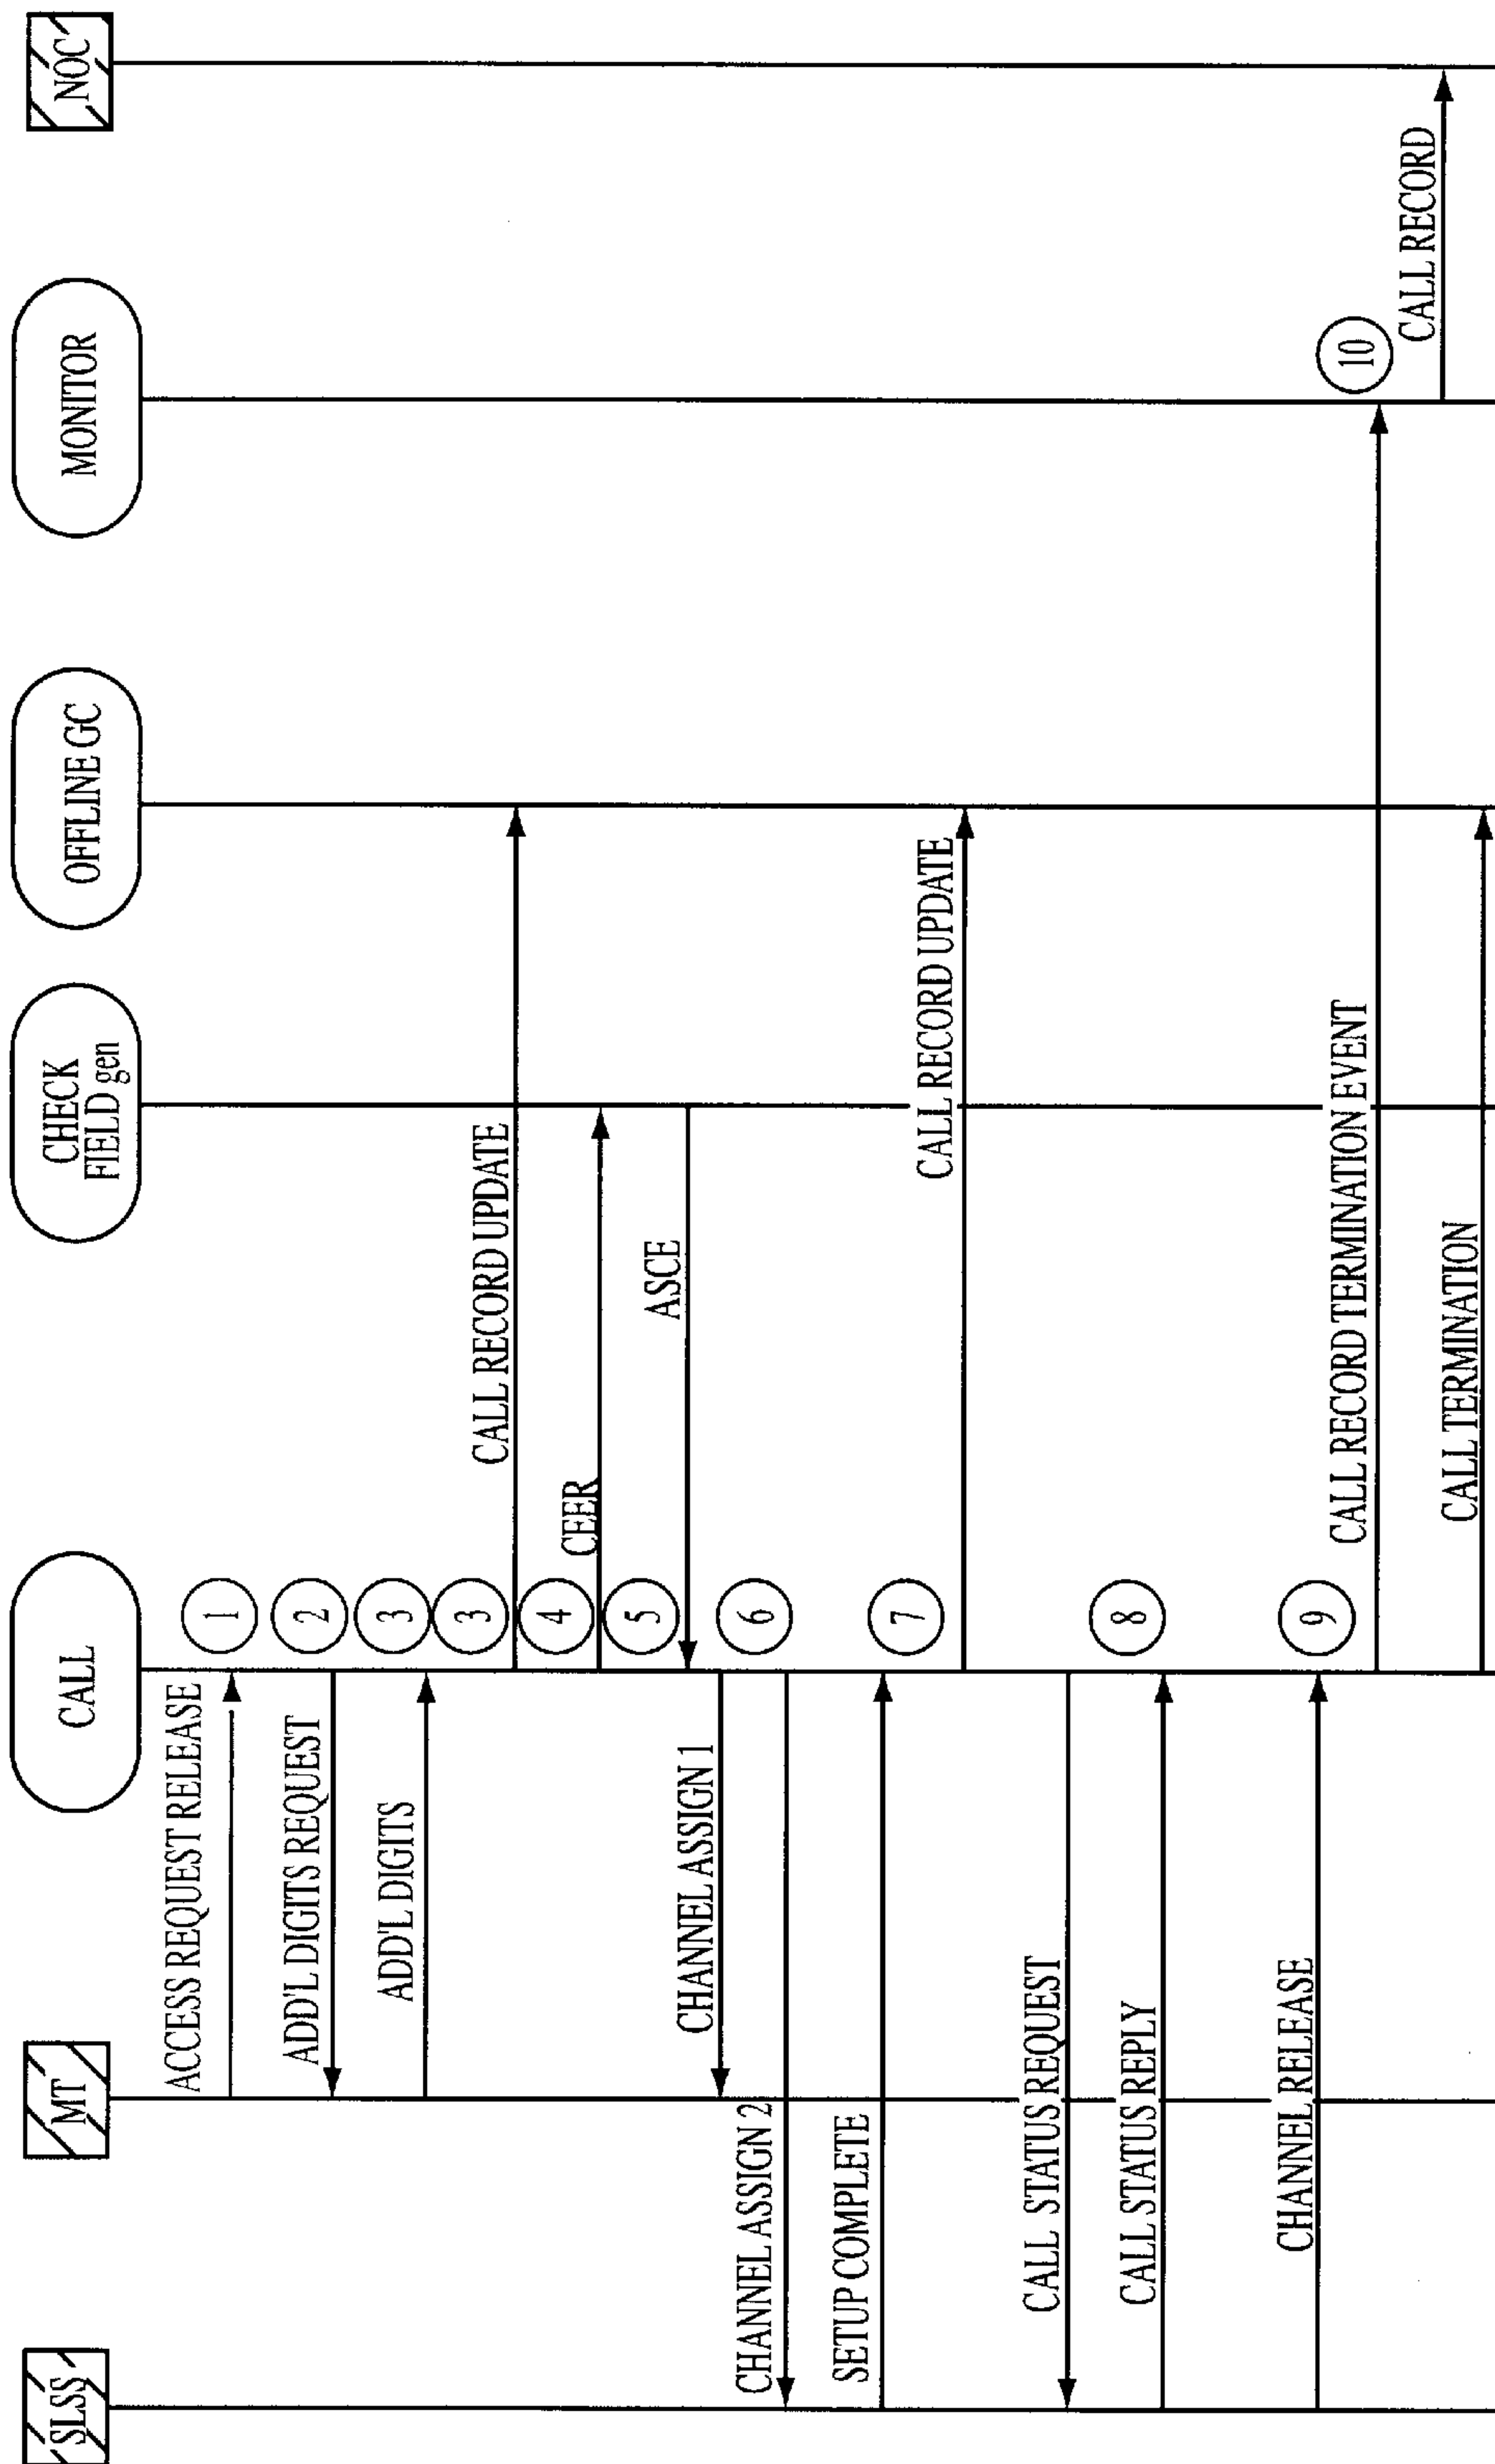 SLSS
MT
CALL
CHECK
FIELD gen
OFFLINE GC
MONITOR
NOC
ACCESS REQUEST RELEASE
1
ADD'L DIGITS REQUEST
2
ADD'L DIGITS
3
3
CALL RECORD UPDATE
4
CEER
5
ASCE
CHANNEL ASSIGN 1
6
CHANNEL ASSIGN 2
SETUP COMPLETE
7
CALL RECORD UPDATE
CALL STATUS REQUEST
8
CALL STATUS REPLY
CHANNEL RELEASE
9
CALL RECORD TERMINATION EVENT
10
CALL RECORD
CALL TERMINATION